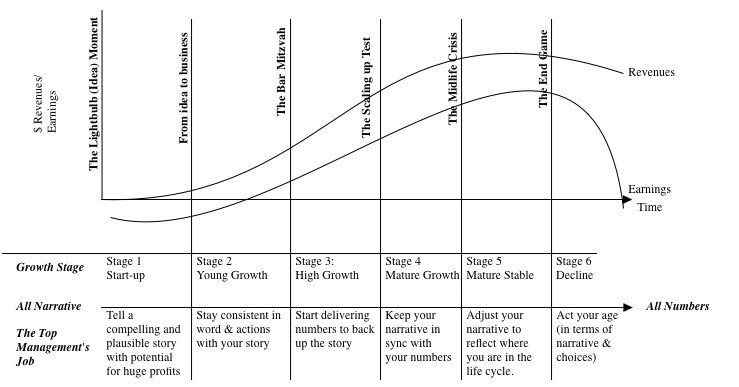 $ Revenues/
Earnings
The Lightbulb (Idea) Moment
From idea to business
The Bar Mitzvah
The Scaling up Test
The Midlife Crisis
The End Game
Revenues
Earnings
Time
Growth Stage
Stage 1
Start-up
Stage 2
Young Growth
Stage 3:
High Growth
Stage 4
Mature Growth
Stage 5
Mature Stable
Stage 6
Decline
All Narrative
All Numbers
The Top
Management's
Job
Tell a
compelling and
plausible story
with potential
for huge profits
Stay consistent in
word & actions
with your story
Start delivering
numbers to back
up the story
Keep your
narrative in
sync with
your numbers
Adjust your
narrative to
reflect where
you are in the
life cycle.
Act your age
(in terms of
narrative &
choices)